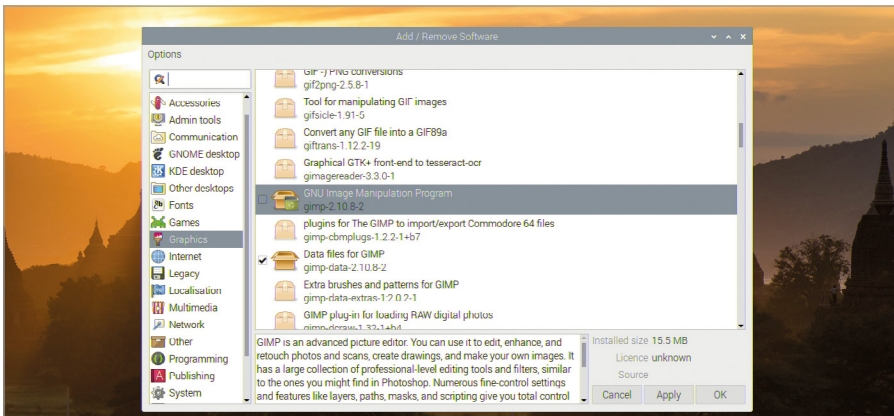 Add / Remove Software
Options
Accessories
Admin tools
Communication
GNOME desktop
KDE desktop
Other desktops
Fonts
Games
Graphics
Internet
Legacy
Localisation
Multimedia
Network
Other
Programming
Publishing
System
GIF -) PNG conversions
gif2png-2.5.8-1
Tool for manipulating GIF images
gifsicle-1.91-5
Convert any GIF file into a GIF89a
giftrans-1.12.2-19
Graphical GTK+ front-end to tesseract-ocr
gimagereader-3.3.0-1
GNU Image Manipulation Program
gimp-2.10.8-2
plugins for The GIMP to import/export Commodore 64 files
gimp-cbmplugs-1.2.2-1+b7
Data files for GIMP
gimp-data-2.10.8-2
Extra brushes and patterns for GIMP
gimp-data-extras-1:2.0.2-1
GIMP plug-in for loading RAW digital photos
gimp-dcraw-1.32-1+b4
GIMP is an advanced picture editor. You can use it to edit, enhance, and
retouch photos and scans, create drawings, and make your own images. It
has a large collection of professional-level editing tools and filters, similar
to the ones you might find in Photoshop. Numerous fine-control settings
and features like layers, paths, masks, and scripting give you total control
Installed size 15.5 MB
Licence unknown
Source
Cancel
Apply
OK